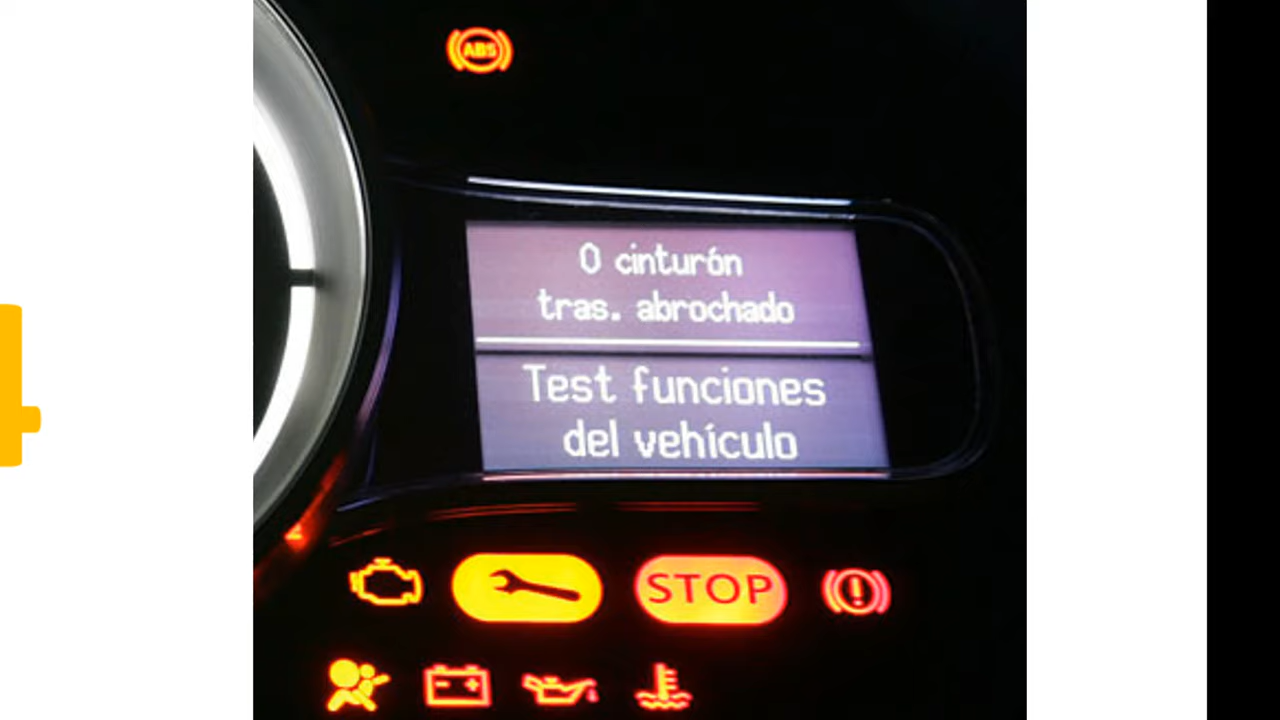 ABS
0 cinturón
tras. abrochado
Test funciones
del vehículo
STOP